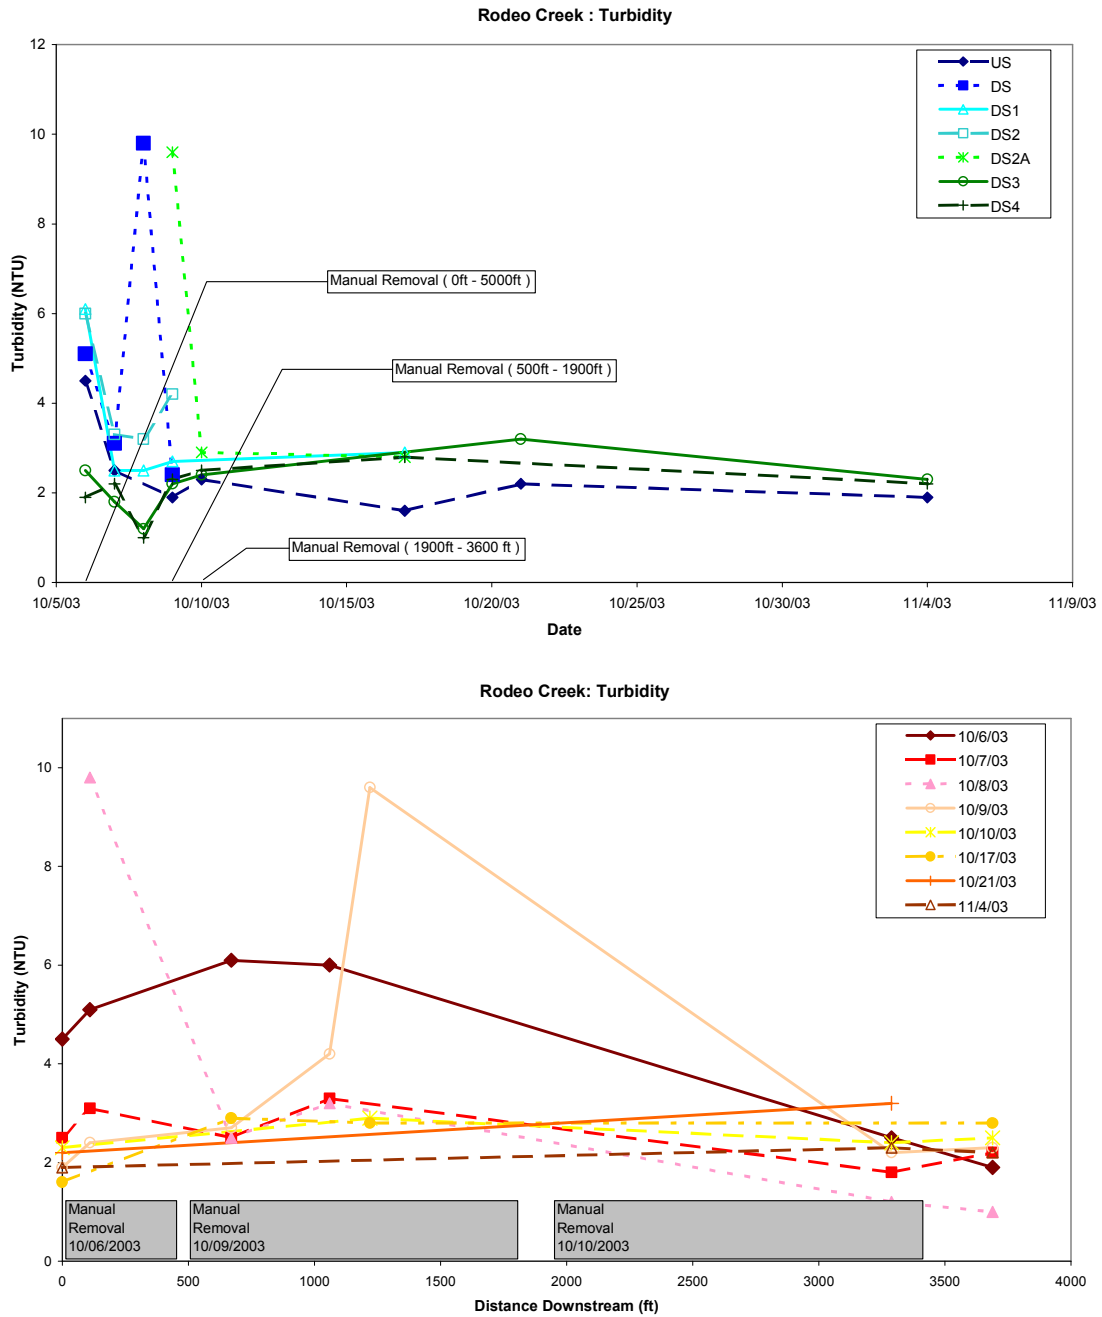 Rodeo Creek : Turbidity
12
10
8
6
4
2
0
Turbidity (NTU)
US
DS
DS1
DS2
DS2A
DS3
DS4
Manual Removal ( 0ft - 5000ft )
Manual Removal ( 500ft - 1900ft )
Manual Removal ( 1900ft - 3600 ft )
10/5/03 10/10/03 10/15/03 10/20/03 10/25/03 10/30/03 11/4/03 11/9/03
Date
Rodeo Creek: Turbidity
10
8
6
4
2
0
Turbidity (NTU)
10/6/03
10/7/03
10/8/03
10/9/03
10/10/03
10/17/03
10/21/03
11/4/03
Manual
Removal
10/06/2003
Manual
Removal
10/09/2003
Manual
Removal
10/10/2003
0 500 1000 1500 2000 2500 3000 3500 4000
Distance Downstream (ft)